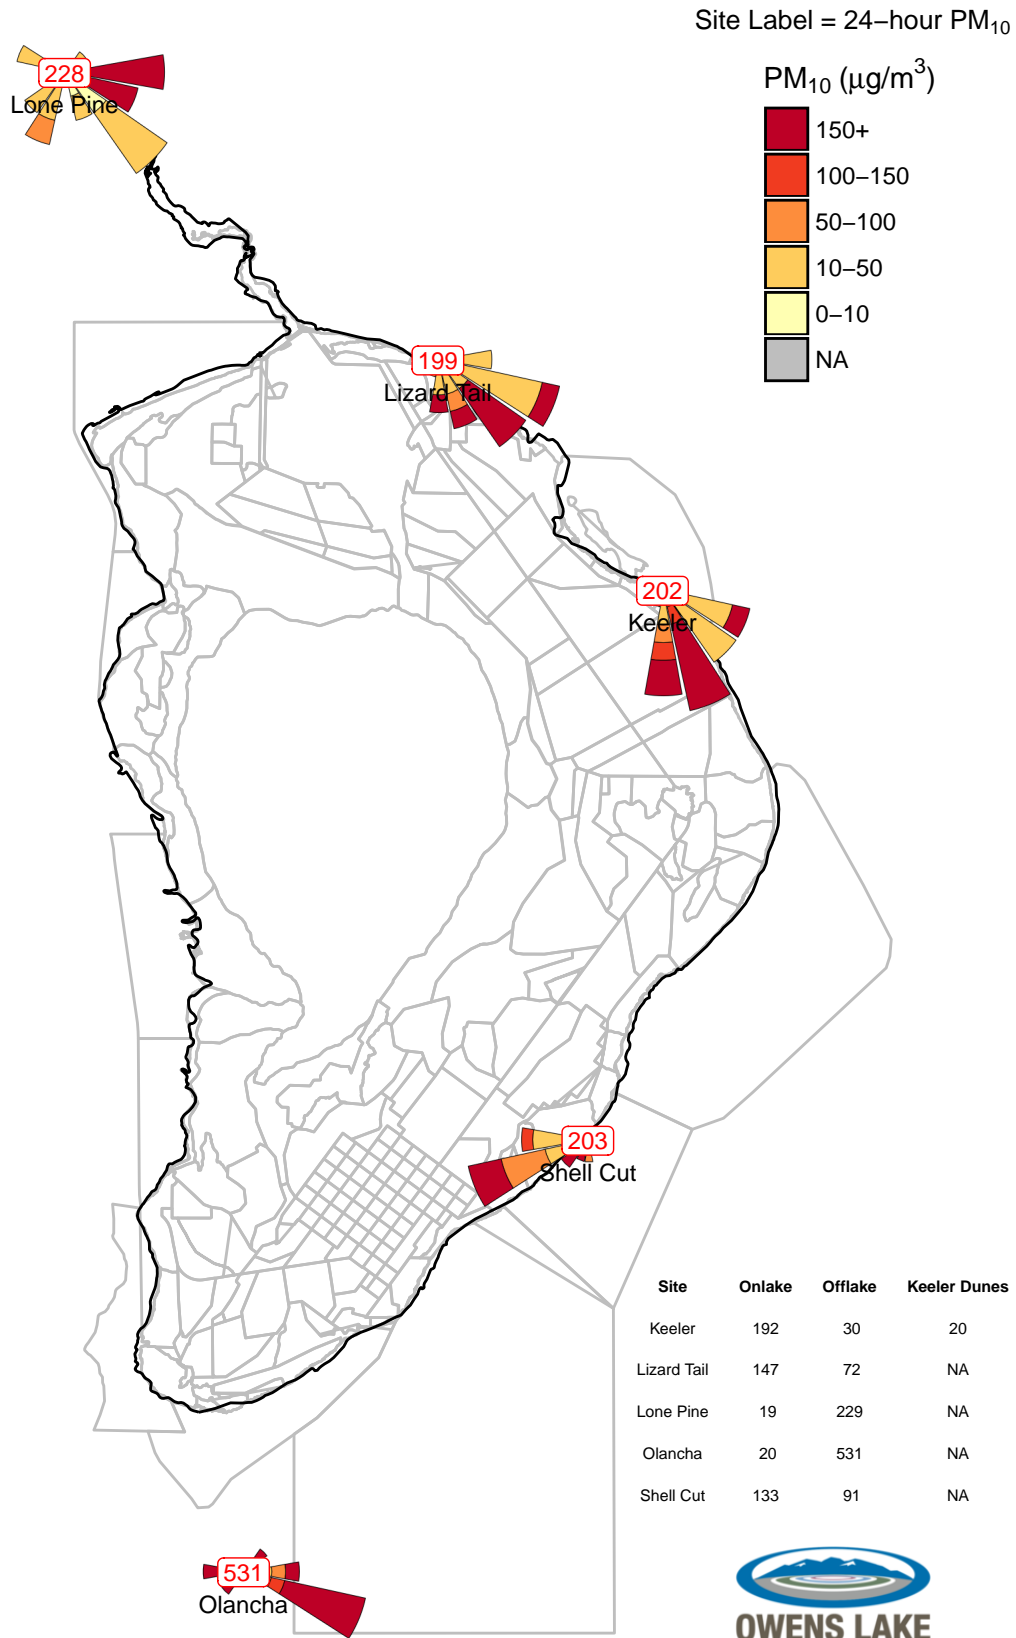 Site Label = 24−hour PM10
PM10 (μg/m3)
150+
100−150
50−100
10−50
0−10
NA
228
Lone Pine
199
Lizard Tail
202
Keeler
203
Shell Cut
531
Olancha
Site Onlake Offlake Keeler Dunes
Keeler 192 30 20
Lizard Tail 147 72 NA
Lone Pine 19 229 NA
Olancha 20 531 NA
Shell Cut 133 91 NA
OWENS LAKE